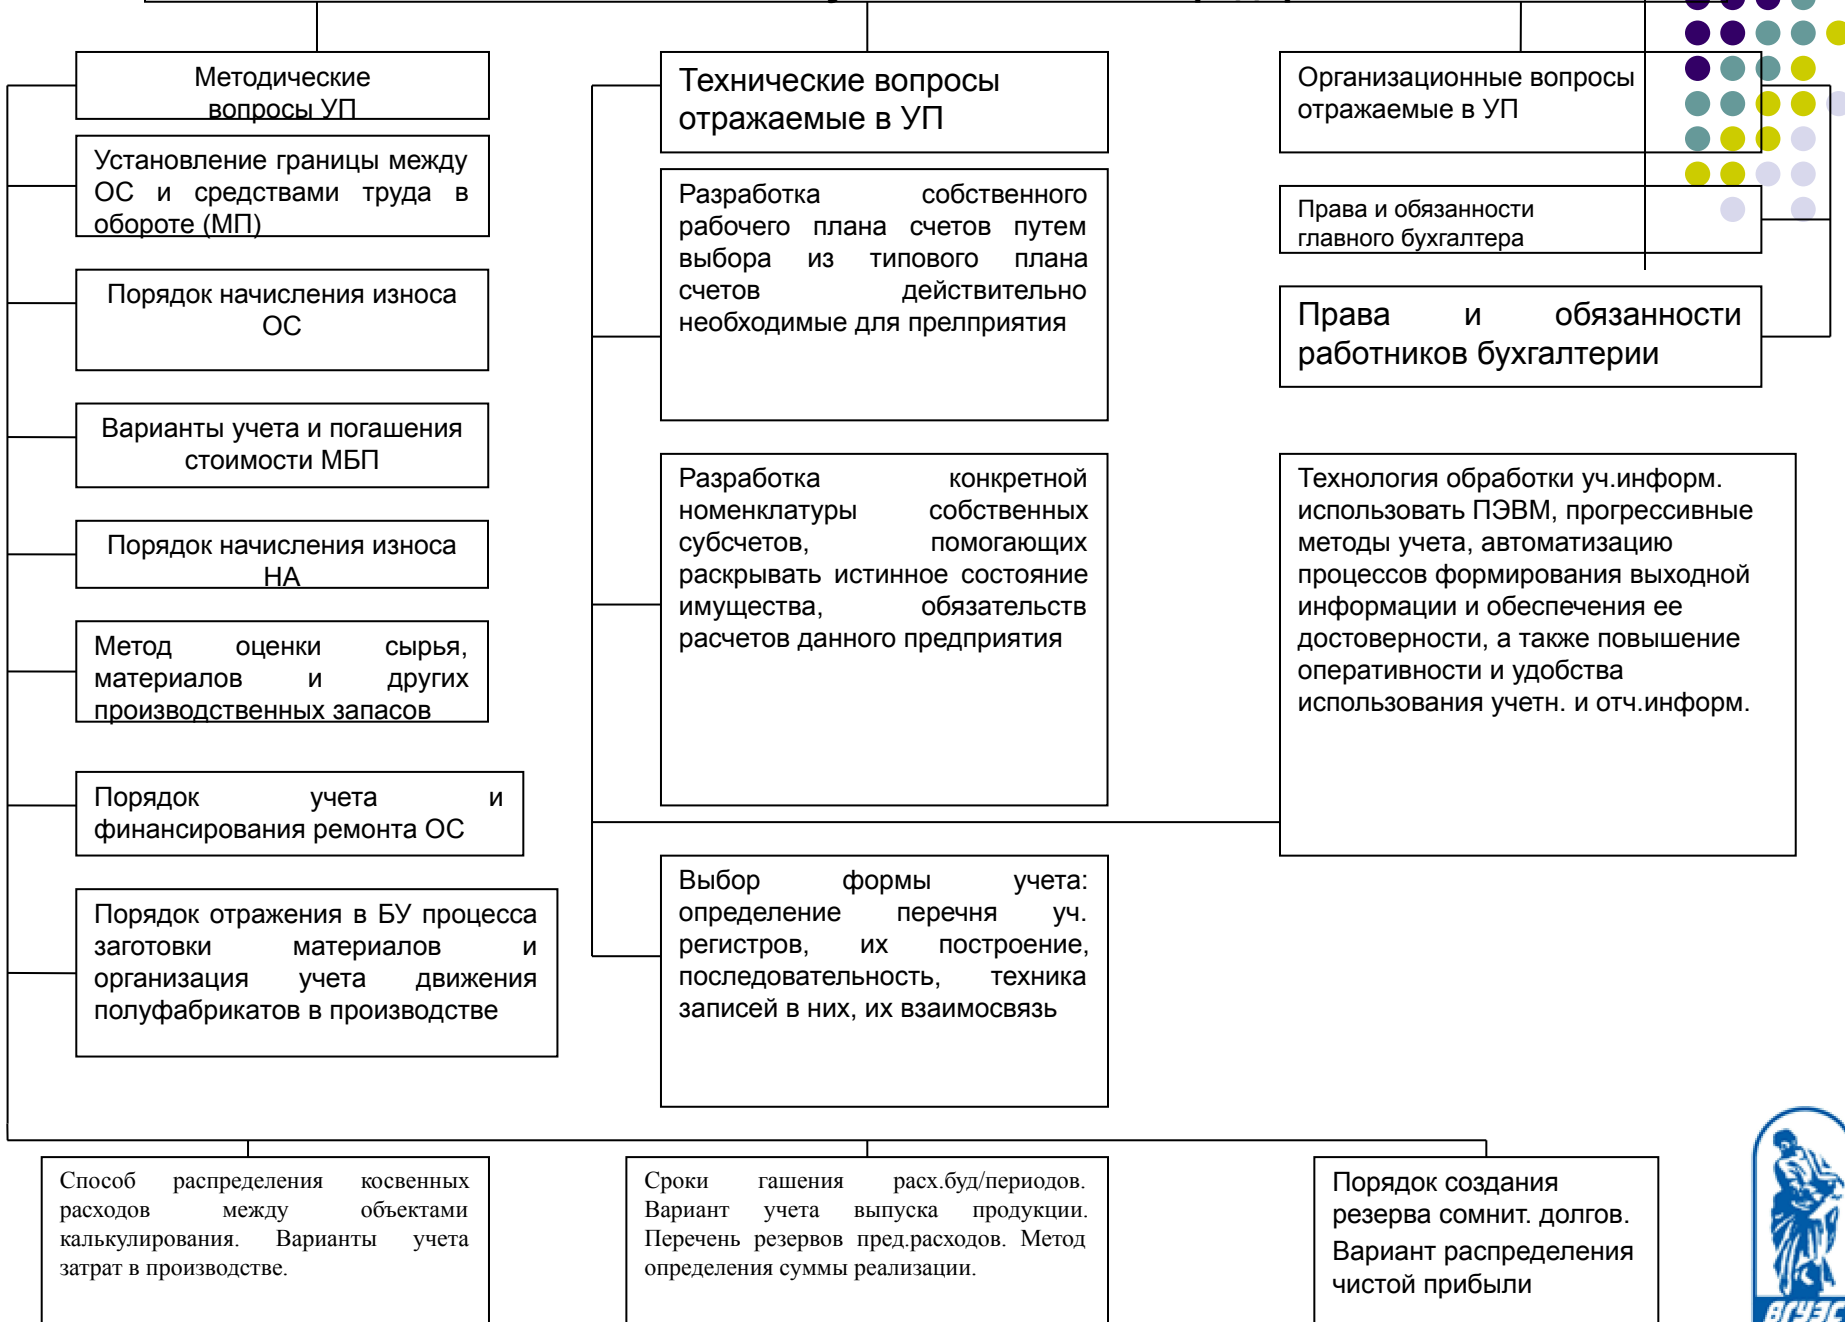 Методические
вопросы УП
Установление границы между
ОС и средствами труда в
обороте (МП)
Порядок начисления износа
ОС
Варианты учета и погашения
стоимости МБП
Порядок начисления износа
НА
Метод оценки сырья,
материалов и других
производственных запасов
Порядок учета и
финансирования ремонта ОС
Порядок отражения в БУ процесса
заготовки материалов и
организация учета движения
полуфабрикатов в производстве
Технические вопросы
отражаемые в УП
Разработка собственного
рабочего плана счетов путем
выбора из типового плана
счетов действительно
необходимые для прелприятия
Разработка конкретной
номенклатуры собственных
субсчетов, помогающих
раскрывать истинное состояние
имущества, обязательств
расчетов данного предприятия
Выбор формы учета:
определение перечня уч.
регистров, их построение,
последовательность, техника
записей в них, их взаимосвязь
Организационные вопросы
отражаемые в УП
Права и обязанности
главного бухгалтера
Права и обязанности
работников бухгалтерии
Технология обработки уч.информ.
использовать ПЭВМ, прогрессивные
методы учета, автоматизацию
процессов формирования выходной
информации и обеспечения ее
достоверности, а также повышение
оперативности и удобства
использования учетн. и отч.информ.
Способ распределения косвенных
расходов между объектами
калькулирования. Варианты учета
затрат в производстве.
Сроки гашения расх.буд/периодов.
Вариант учета выпуска продукции.
Перечень резервов пред.расходов. Метод
определения суммы реализации.
Порядок создания
резерва сомнит. долгов.
Вариант распределения
чистой прибыли
ВГУЭС